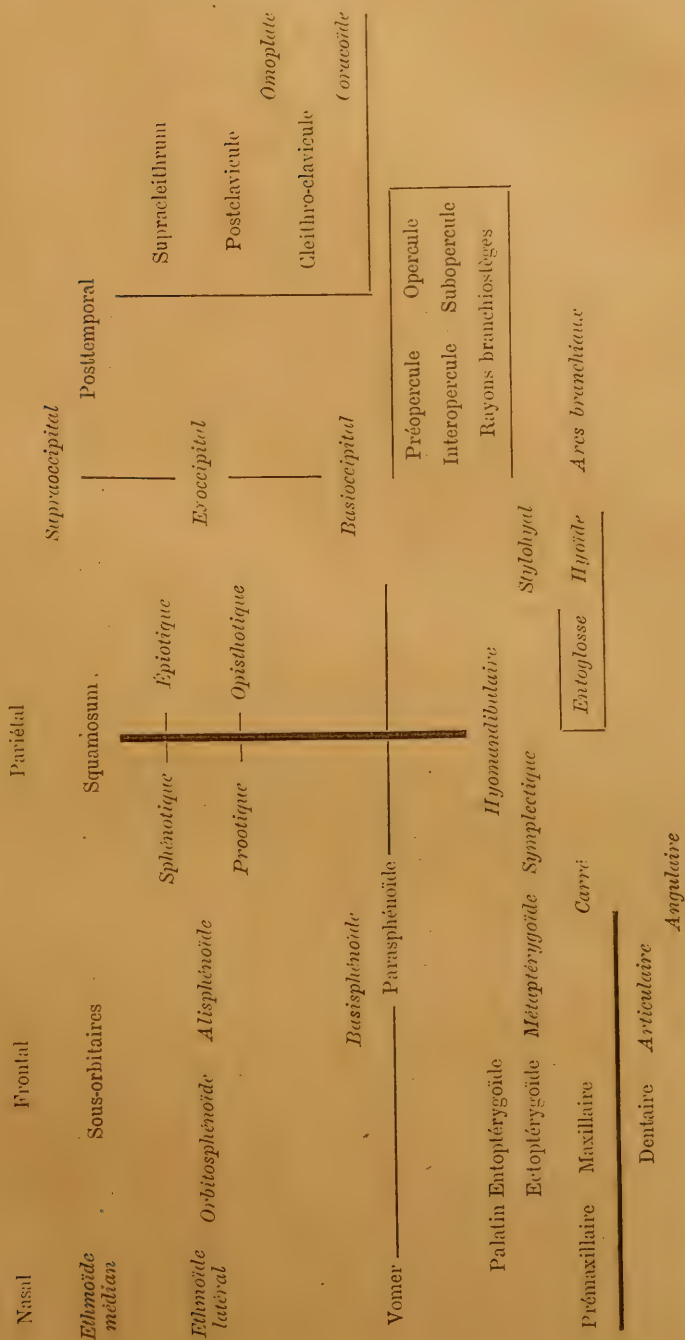 Nasal Frontal Pariétal Supraoccipital
Ethmoïde médian Sous-orbitaires Squamosum. Posttemporal
Sphénotique — Épiotique Supracleithrum
Ethmoïde latéral Orbitosphénoïde Alisphénoïde Prootique — Opisthotique Exoccipital Postclavicule
Omoplate
Cleithro-clavicule
Basisphénoïde Basioccipital Coracoïde
Vomer Parasphénoïde
Préopercule Opercule
Interopercule Subopercule
Rayons branchiostèges
Palatin Entoptérygoïde Hyomandibulaire
Ectoptérygoïde Métaptérygoïde Symplectique Stylohyal
Prémaxillaire Maxillaire Carré Entoglosse Hyoïde Arcs branchiaux
Dentaire Articulaire
Angulaire